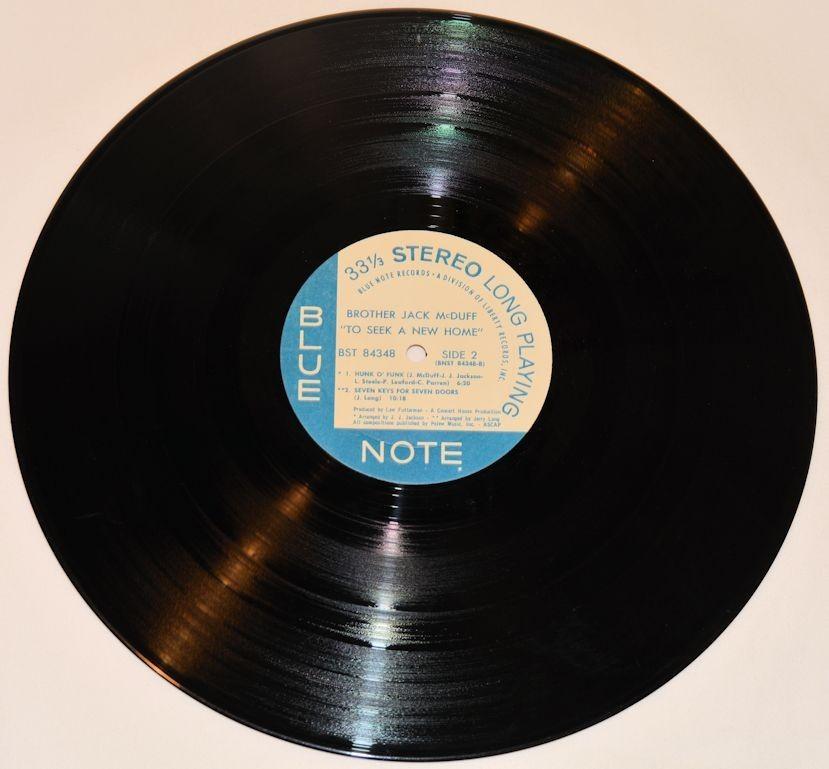 33⅓ STEREO LONG PLAYING
BLUE NOTE RECORDS • A DIVISION OF LIBERTY RECORDS, INC.
BROTHER JACK McDUFF
"TO SEEK A NEW HOME"
BST 84348 SIDE 2
(BNST 84348-B)
* 1. HUNK O' FUNK (J. McDuff-J. J. Jackson-
L. Steele-P. Leaford-C. Parren) 6:20
**2. SEVEN KEYS FOR SEVEN DOORS
(J. Long) 10:18
Produced by Lew Futterman - A Concert House Production
* Arranged by J. J. Jackson - ** Arranged by Jerry Long
All compositions published by Palew Music, Inc. - ASCAP
BLUE
NOTE